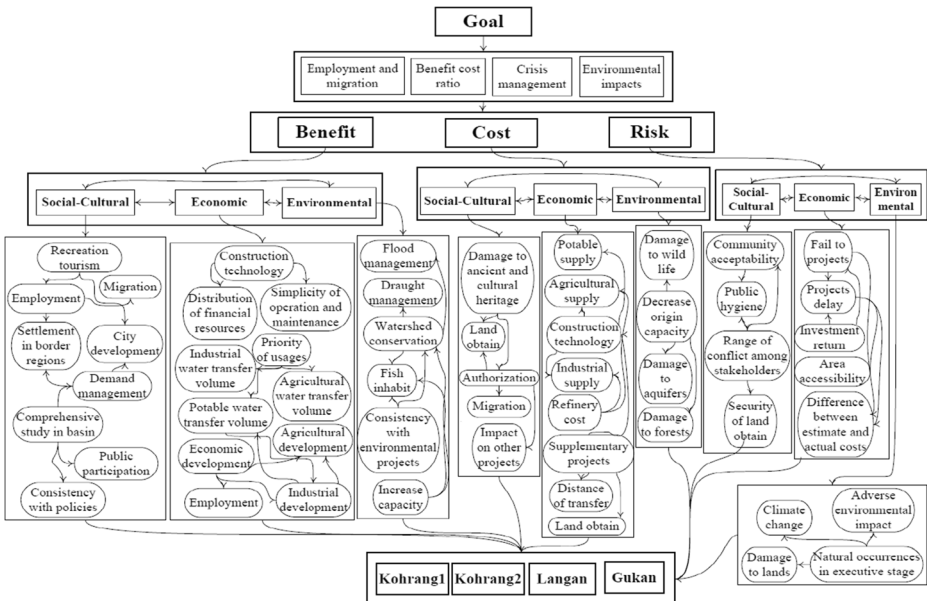 Goal
Employment and
migration
Benefit cost
ratio
Crisis
management
Environmental
impacts
Benefit
Cost
Risk
Social-Cultural
Economic
Environmental
Social-Cultural
Economic
Environmental
Social-
Cultural
Economic
Environ
mental
Recreation
tourism
Migration
Employment
Settlement
in border
regions
City
development
Demand
management
Comprehensive
study in basin
Public
participation
Consistency
with policies
Construction
technology
Distribution
of financial
resources
Simplicity of
operation and
maintenance
Priority
of usages
Industrial
water transfer
volume
Agricultural
water transfer
volume
Potable water
transfer volume
Agricultural
development
Economic
development
Employment
Industrial
development
Flood
management
Draught
management
Watershed
conservation
Fish
inhabit
Consistency
with
environmental
projects
Increase
capacity
Damage to
ancient and
cultural
heritage
Land
obtain
Authorization
Migration
Impact
on other
projects
Potable
supply
Agricultural
supply
Construction
technology
Industrial
supply
Refinery
cost
Supplementary
projects
Distance
of transfer
Land obtain
Damage
to wild
life
Decrease
origin
capacity
Damage
to
aquifers
Damage
to forests
Community
acceptability
Public
hygiene
Range of
conflict among
stakeholders
Security
of land
obtain
Fail to
projects
Projects
delay
Investment
return
Area
accessibility
Difference
between
estimate and
actual costs
Climate
change
Adverse
environmental
impact
Damage
to lands
Natural occurrences
in executive stage
Kohrang1
Kohrang2
Langan
Gukan